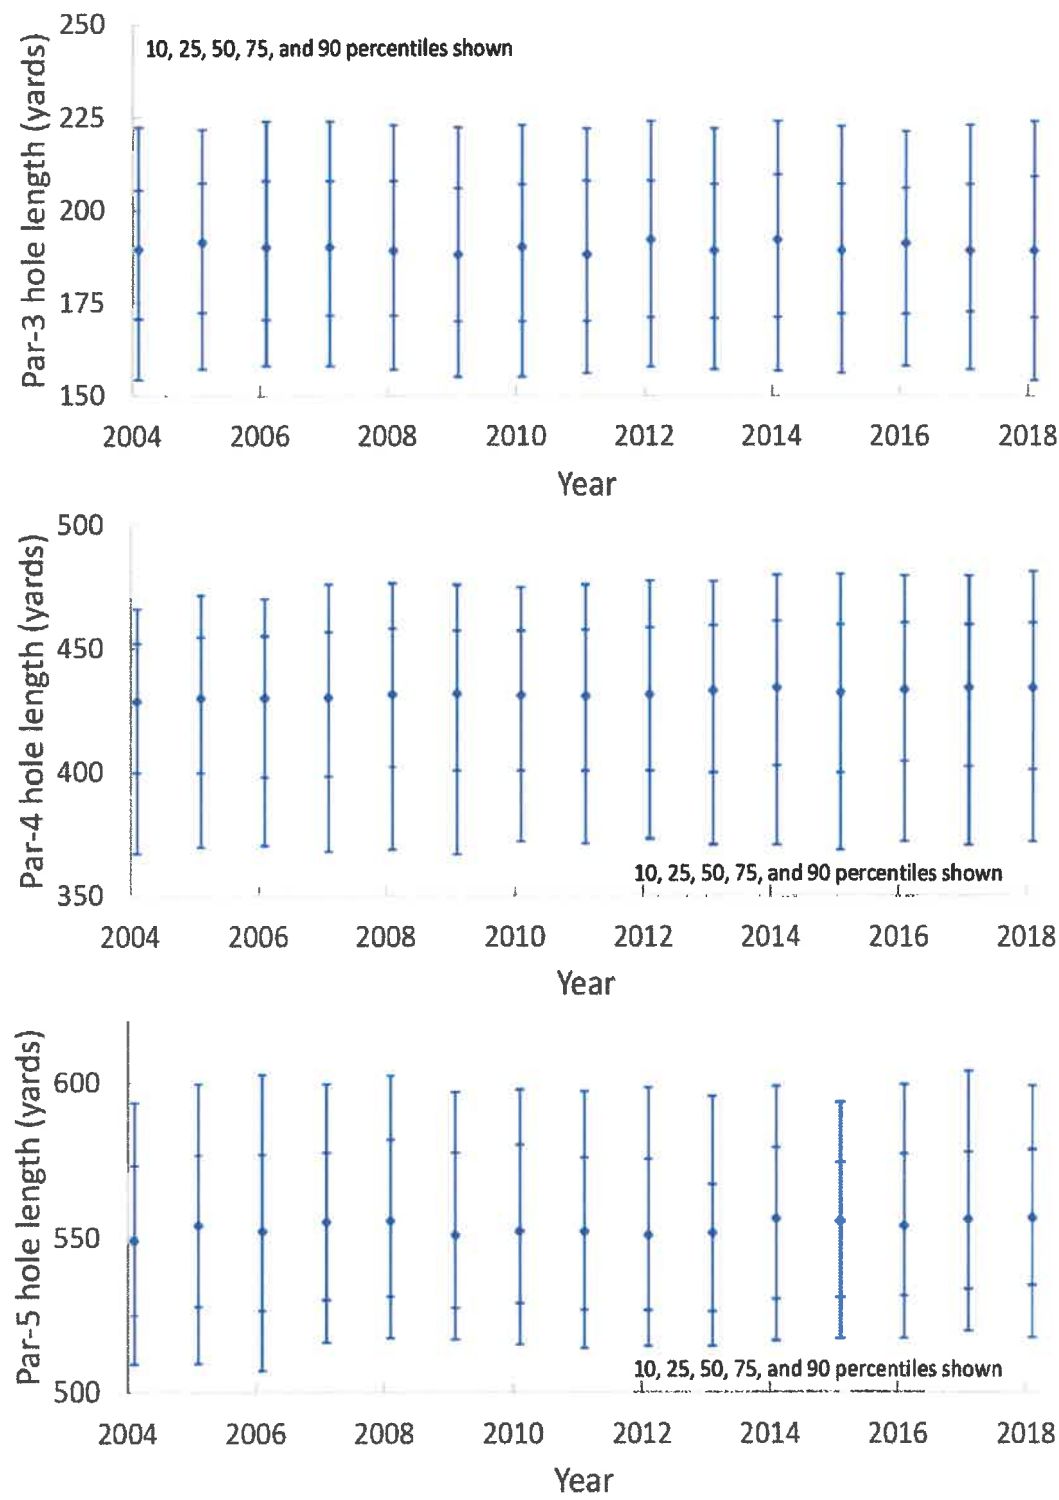 250
10, 25, 50, 75, and 90 percentiles shown
225
200
175
150
Par-3 hole length (yards)
2004 2006 2008 2010 2012 2014 2016 2018
Year
500
450
400
350
Par-4 hole length (yards)
10, 25, 50, 75, and 90 percentiles shown
2004 2006 2008 2010 2012 2014 2016 2018
Year
600
550
500
Par-5 hole length (yards)
10, 25, 50, 75, and 90 percentiles shown
2004 2006 2008 2010 2012 2014 2016 2018
Year